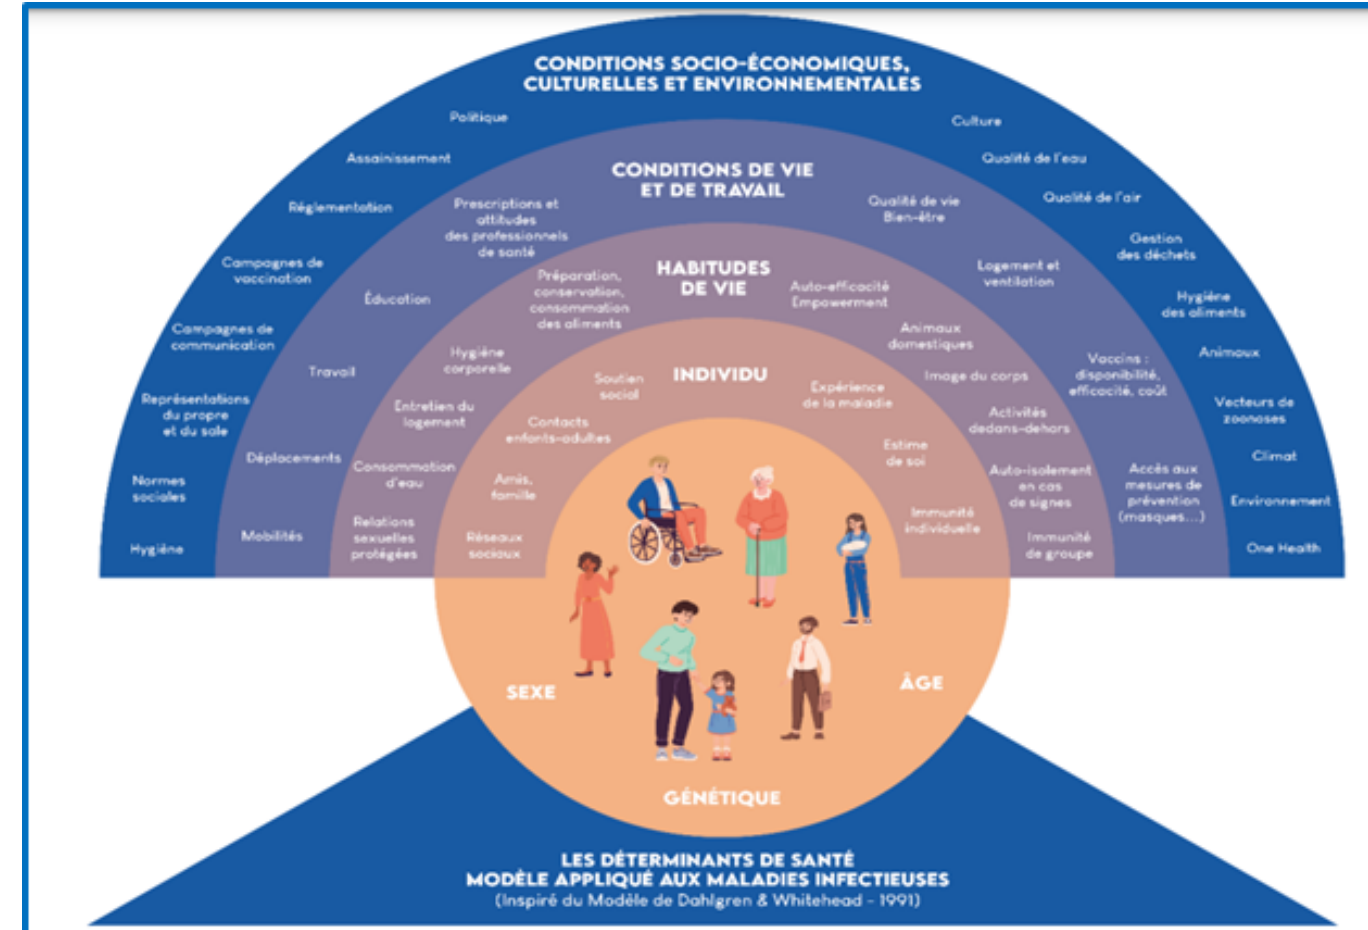 CONDITIONS SOCIO-ÉCONOMIQUES,
CULTURELLES ET ENVIRONNEMENTALES
Politique
Assainissement
Réglementation
Campagnes de
vaccination
Campagnes de
communication
Représentations
du propre
et du sale
Normes
sociales
Hygiène
Culture
Qualité de l'eau
Qualité de l'air
Gestion
des déchets
Hygiène
des aliments
Animaux
Vecteurs de
zoonoses
Climat
Environnement
One Health
CONDITIONS DE VIE
ET DE TRAVAIL
Prescriptions et
attitudes
des professionnels
de santé
Éducation
Travail
Déplacements
Mobilités
Qualité de vie
Bien-être
Logement et
ventilation
Vaccins :
disponibilité,
efficacité, coût
Accès aux
mesures de
prévention
(masques...)
HABITUDES
DE VIE
Préparation,
conservation,
consommation
des aliments
Hygiène
corporelle
Entretien du
logement
Consommation
d'eau
Relations
sexuelles
protégées
Auto-efficacité
Empowerment
Animaux
domestiques
Image du corps
Activités
dedans-dehors
Auto-isolement
en cas
de signes
Immunité
de groupe
INDIVIDU
Soutien
social
Contacts
enfants-adultes
Amis,
famille
Réseaux
sociaux
Expérience
de la maladie
Estime
de soi
Immunité
individuelle
SEXE
ÂGE
GÉNÉTIQUE
LES DÉTERMINANTS DE SANTÉ
MODÈLE APPLIQUÉ AUX MALADIES INFECTIEUSES
(Inspiré du Modèle de Dahlgren & Whitehead - 1991)